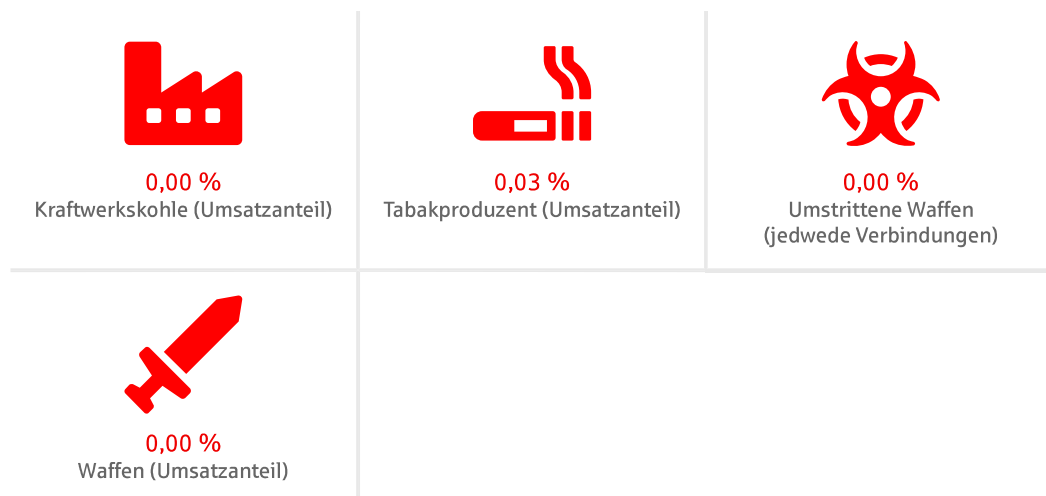 0,00 %
Kraftwerkskohle (Umsatzanteil)
0,03 %
Tabakproduzent (Umsatzanteil)
0,00 %
Umstrittene Waffen
(jedwede Verbindungen)
0,00 %
Waffen (Umsatzanteil)